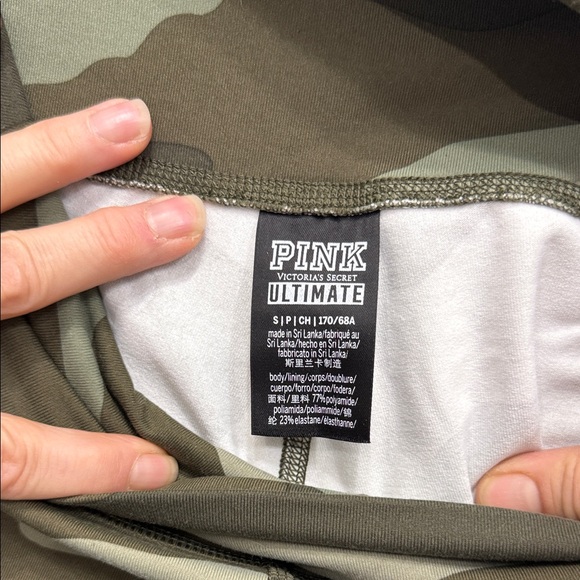 PINK
VICTORIA'S SECRET
ULTIMATE
S | P | CH | 170/68A
made in Sri Lanka/fabriqué au
Sri Lanka/hecho en Sri Lanka/
fabbricato in Sri Lanka/
斯里兰卡制造
body/lining/corps/doublure/
cuerpo/forro/corpo/fodera/
面料/里料 77% polyamide/
poliamida/poliammide/锦
纶 23% elastane/élasthanne/